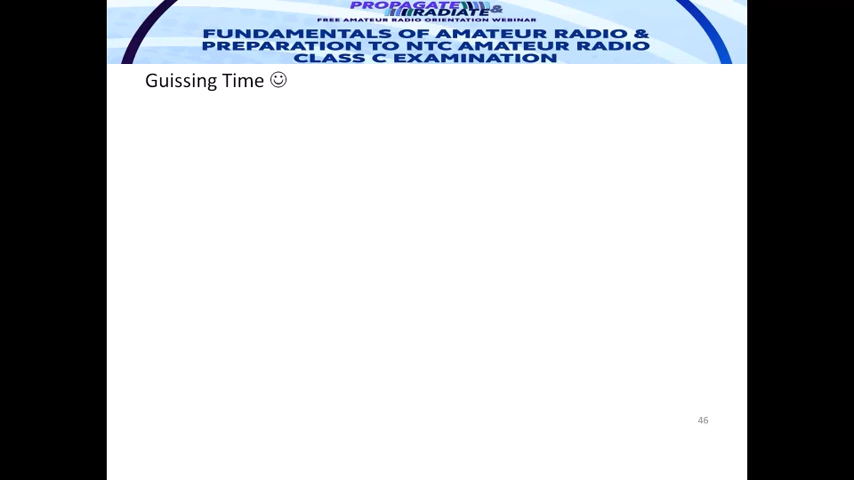 PROPAGATE &
RADIATE
FREE AMATEUR RADIO ORIENTATION WEBINAR
FUNDAMENTALS OF AMATEUR RADIO &
PREPARATION TO NTC AMATEUR RADIO
CLASS C EXAMINATION
Guissing Time ☺
46